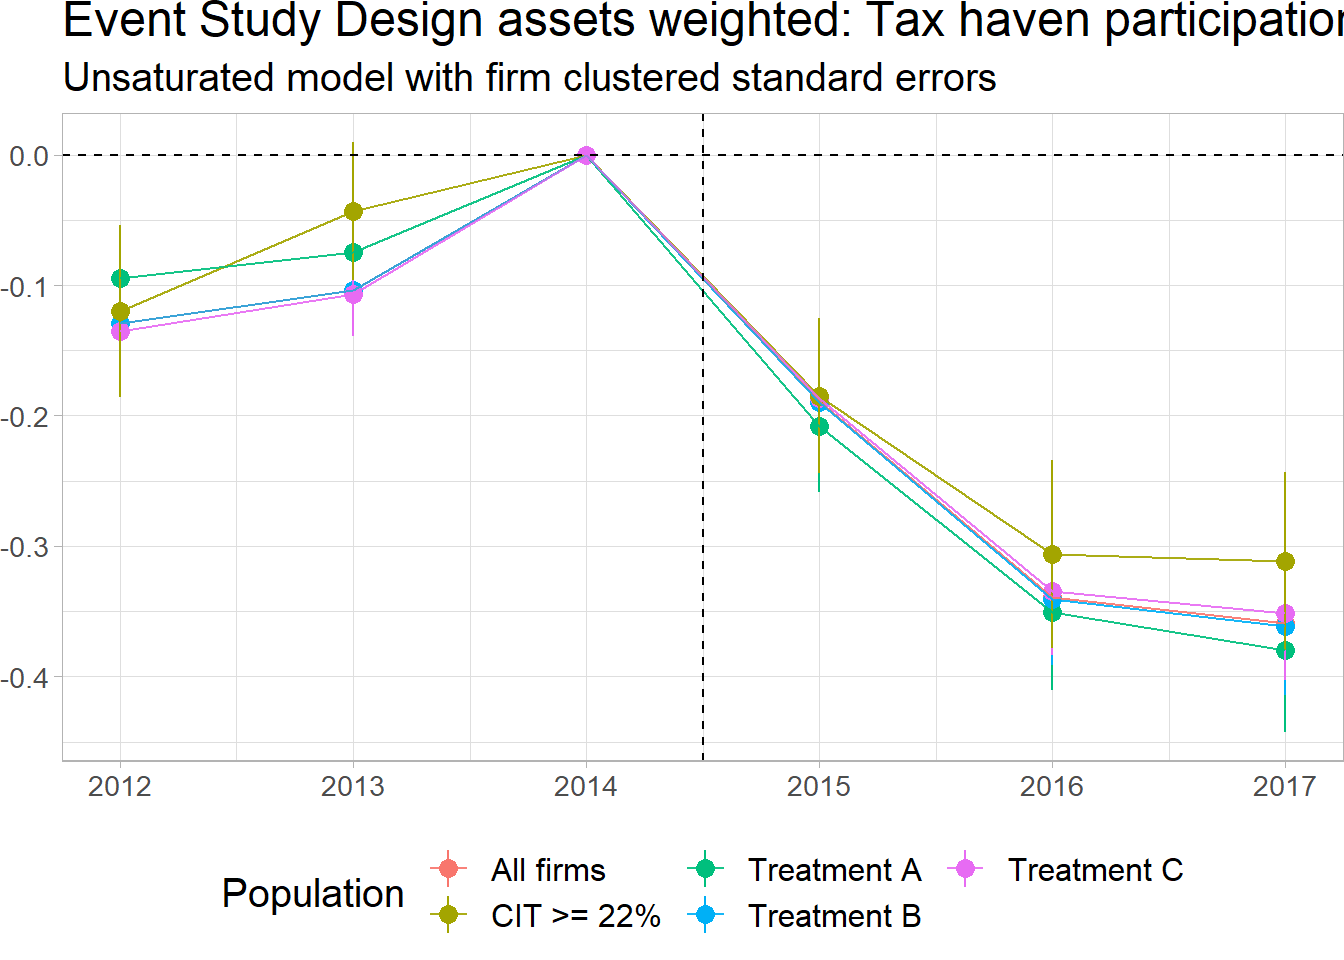 Event Study Design assets weighted: Tax haven participation
Unsaturated model with firm clustered standard errors
0.0
-0.1
-0.2
-0.3
-0.4
2012 2013 2014 2015 2016 2017
Population
All firms Treatment A Treatment C
CIT >= 22% Treatment B